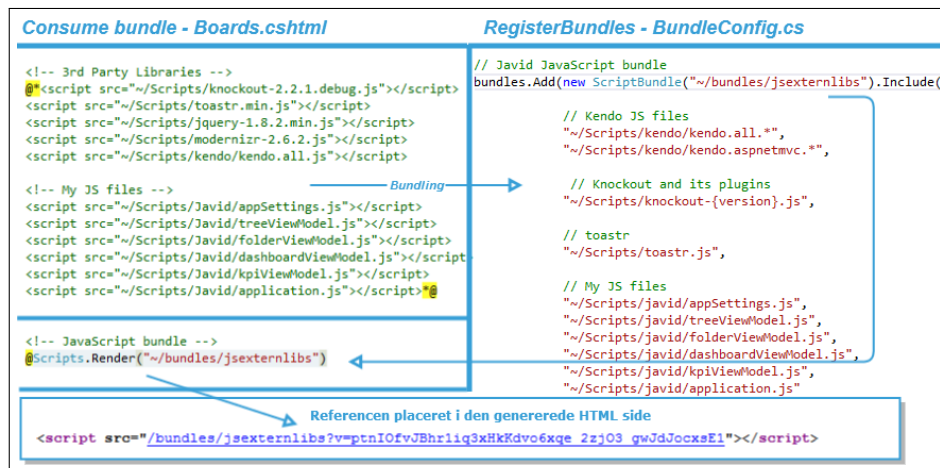 Consume bundle - Boards.cshtml
<!-- 3rd Party Libraries -->
@*<script src="~/Scripts/knockout-2.2.1.debug.js"></script>
<script src="~/Scripts/toastr.min.js"></script>
<script src="~/Scripts/jquery-1.8.2.min.js"></script>
<script src="~/Scripts/modernizr-2.6.2.js"></script>
<script src="~/Scripts/kendo/kendo.all.js"></script>
<!-- My JS files -->
<script src="~/Scripts/Javid/appSettings.js"></script>
<script src="~/Scripts/Javid/treeViewModel.js"></script>
<script src="~/Scripts/Javid/folderViewModel.js"></script>
<script src="~/Scripts/Javid/dashboardViewModel.js"></script
<script src="~/Scripts/Javid/kpiViewModel.js"></script>
<script src="~/Scripts/Javid/application.js"></script>*@
<!-- JavaScript bundle -->
@Scripts.Render("~/bundles/jsexternlibs")
Bundling
RegisterBundles - BundleConfig.cs
// Javid JavaScript bundle
bundles.Add(new ScriptBundle("~/bundles/jsexternlibs").Include(
// Kendo JS files
"~/Scripts/kendo/kendo.all.*",
"~/Scripts/kendo/kendo.aspnetmvc.*",
// Knockout and its plugins
"~/Scripts/knockout-{version}.js",
// toastr
"~/Scripts/toastr.js",
// My JS files
"~/Scripts/javid/appSettings.js",
"~/Scripts/javid/treeViewModel.js",
"~/Scripts/javid/folderViewModel.js",
"~/Scripts/javid/dashboardViewModel.js",
"~/Scripts/javid/kpiViewModel.js",
"~/Scripts/javid/application.js"
Referencen placeret i den genererede HTML side
<script src="/bundles/jsexternlibs?v=ptnIOfvJBhr1iq3xHkKdvo6xqe_2zjO3_gwJdJocxsE1"></script>